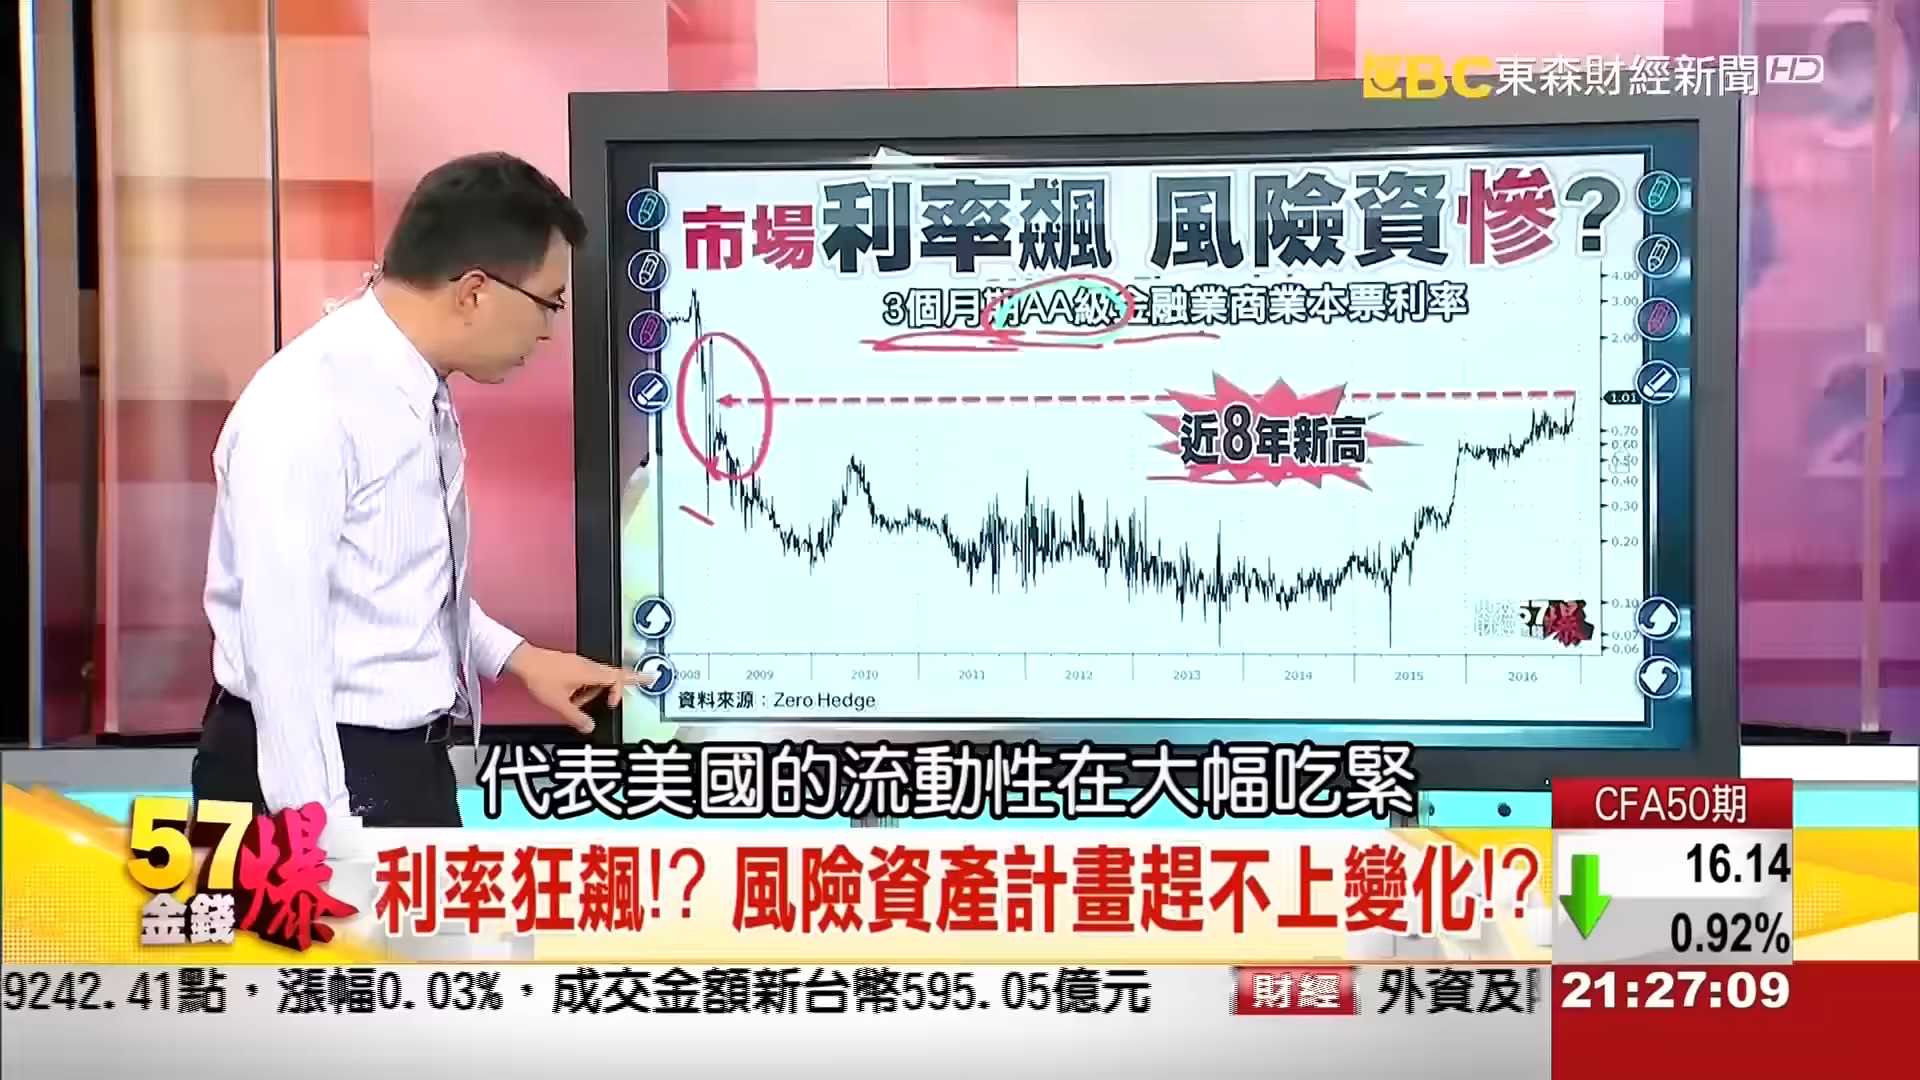 EBC東森財經新聞HD
市場利率飆 風險資慘?
3個月期AA級金融業商業本票利率
4.00
3.00
2.00
1.01
近8年新高
0.70
0.60
0.50
0.40
0.30
0.20
0.10
0.07
0.06
57爆
2008 2009 2010 2011 2012 2013 2014 2015 2016
資料來源:Zero Hedge
代表美國的流動性在大幅吃緊
57金錢爆
利率狂飆!? 風險資產計畫趕不上變化!?
CFA50期
16.14
0.92%
9242.41點,漲幅0.03%,成交金額新台幣595.05億元 財經 外資及
21:27:09